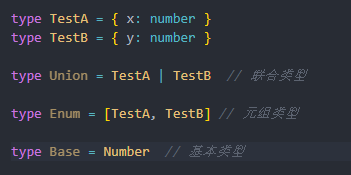 type TestA = { x: number }
type TestB = { y: number }
type Union = TestA | TestB  // 联合类型
type Enum = [TestA, TestB] // 元组类型
type Base = Number  // 基本类型